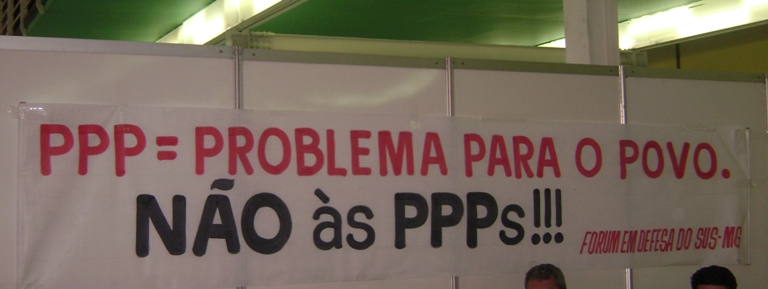 PPP = PROBLEMA PARA O POVO.
NÃO às PPPs!!!
FORUM EM DEFESA DO SUS-MG